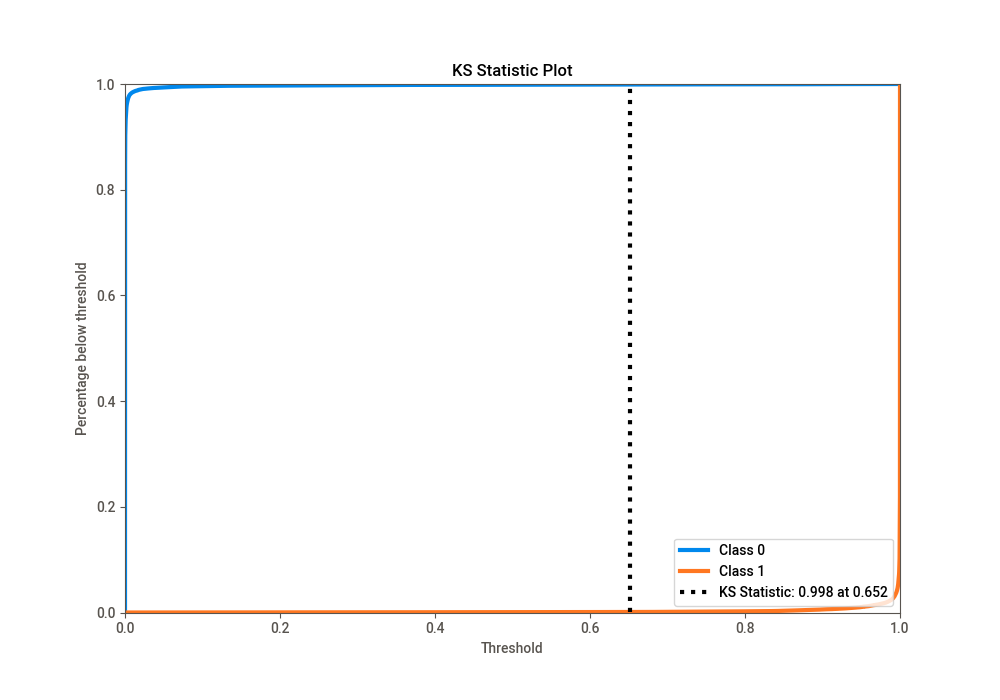 KS Statistic Plot
1.0
0.8
0.6
0.4
0.2
0.0
Percentage below threshold
0.0 0.2 0.4 0.6 0.8 1.0
Threshold
Class 0
Class 1
KS Statistic: 0.998 at 0.652